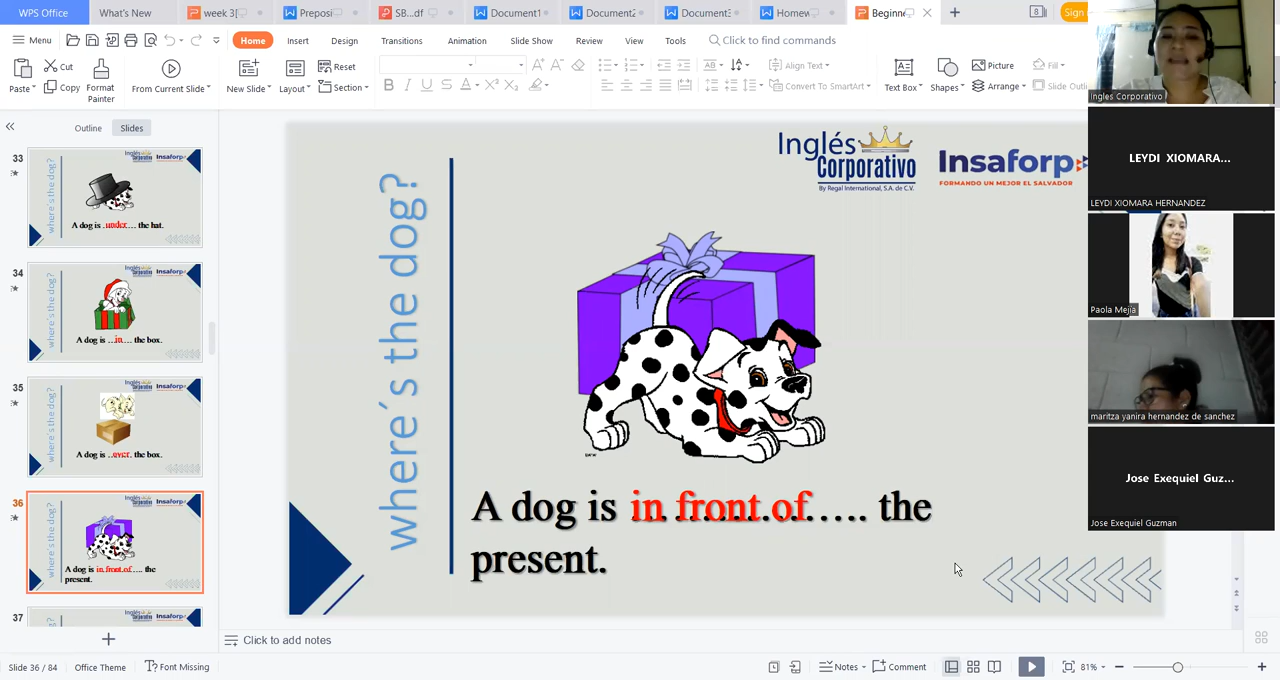 WPS Office
What's New
week 3[
Preposi
SB...df
Document1
Document2
Document3
Homew
Beginne
Sign
Menu
Home
Insert
Design
Transitions
Animation
Slide Show
Review
View
Tools
Click to find commands
Paste
Cut
Copy
Format Painter
From Current Slide
New Slide
Layout
Reset
Section
B I U S A X² X₂
Align Text
Convert To SmartArt
Text Box
Shapes
Picture
Arrange
Fill
Slide Outli
Outline
Slides
33
where's the dog?
A dog is .under... the hat.
34
where's the dog?
A dog is ...in.... the box.
35
where's the dog?
A dog is ..over. the box.
36
where's the dog?
A dog is in front of.... the
present.
37
where´s the dog?
Inglés
Corporativo
By Regal International, S.A. de C.V.
Insaforp
FORMANDO UN MEJOR EL SALVADOR
A dog is in front of….. the
present.
Ingles Corporativo
LEYDI XIOMARA...
LEYDI XIOMARA HERNANDEZ
Paola Mejía
maritza yanira hernandez de sanchez
Jose Exequiel Guz...
Jose Exequiel Guzman
Click to add notes
Slide 36 / 84
Office Theme
Font Missing
Notes
Comment
81%